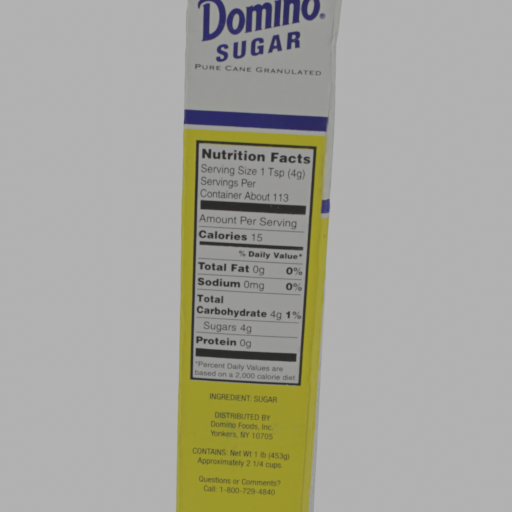 Domino®
SUGAR
PURE CANE GRANULATED
Nutrition Facts
Serving Size 1 Tsp (4g)
Servings Per
Container About 113
Amount Per Serving
Calories 15
% Daily Value*
Total Fat 0g 0%
Sodium 0mg 0%
Total
Carbohydrate 4g 1%
Sugars 4g
Protein 0g
*Percent Daily Values are
based on a 2,000 calorie diet
INGREDIENT: SUGAR
DISTRIBUTED BY
Domino Foods, Inc.
Yonkers, NY 10705
CONTAINS: Net Wt 1 lb (453g)
Approximately 2 1/4 cups
Questions or Comments?
Call: 1-800-729-4840